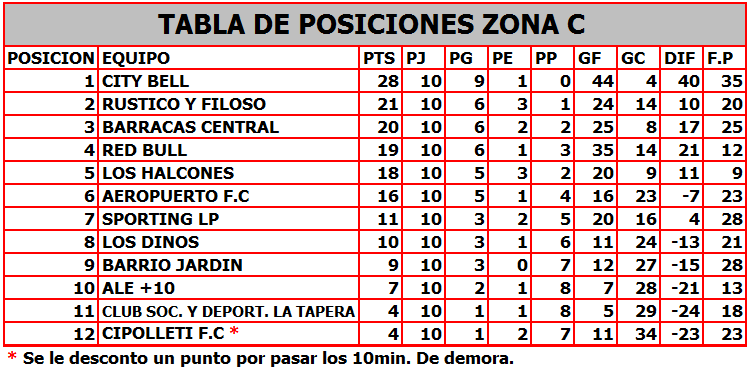 TABLA DE POSICIONES ZONA C
POSICION EQUIPO PTS PJ PG PE PP GF GC DIF F.P
1 CITY BELL 28 10 9 1 0 44 4 40 35
2 RUSTICO Y FILOSO 21 10 6 3 1 24 14 10 20
3 BARRACAS CENTRAL 20 10 6 2 2 25 8 17 25
4 RED BULL 19 10 6 1 3 35 14 21 12
5 LOS HALCONES 18 10 5 3 2 20 9 11 9
6 AEROPUERTO F.C 16 10 5 1 4 16 23 -7 23
7 SPORTING LP 11 10 3 2 5 20 16 4 28
8 LOS DINOS 10 10 3 1 6 11 24 -13 21
9 BARRIO JARDIN 9 10 3 0 7 12 27 -15 28
10 ALE +10 7 10 2 1 8 7 28 -21 13
11 CLUB SOC. Y DEPORT. LA TAPERA 4 10 1 1 8 5 29 -24 18
12 CIPOLLETI F.C * 4 10 1 2 7 11 34 -23 23
* Se le desconto un punto por pasar los 10min. De demora.